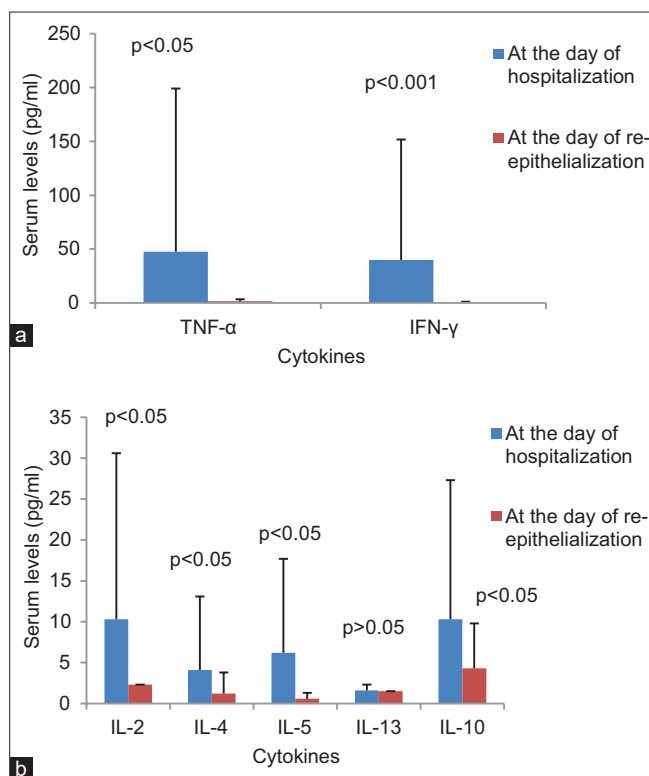 250
200
150
100
50
0
Serum levels (pg/ml)
p<0.05
p<0.001
At the day of
hospitalization
At the day of re-
epithelialization
TNF-α
IFN-γ
Cytokines
a
35
30
25
20
15
10
5
0
Serum levels (pg/ml)
p<0.05
p<0.05
p<0.05
p>0.05
p<0.05
At the day of
hospitalization
At the day of re-
epithelialization
IL-2
IL-4
IL-5
IL-13
IL-10
Cytokines
b